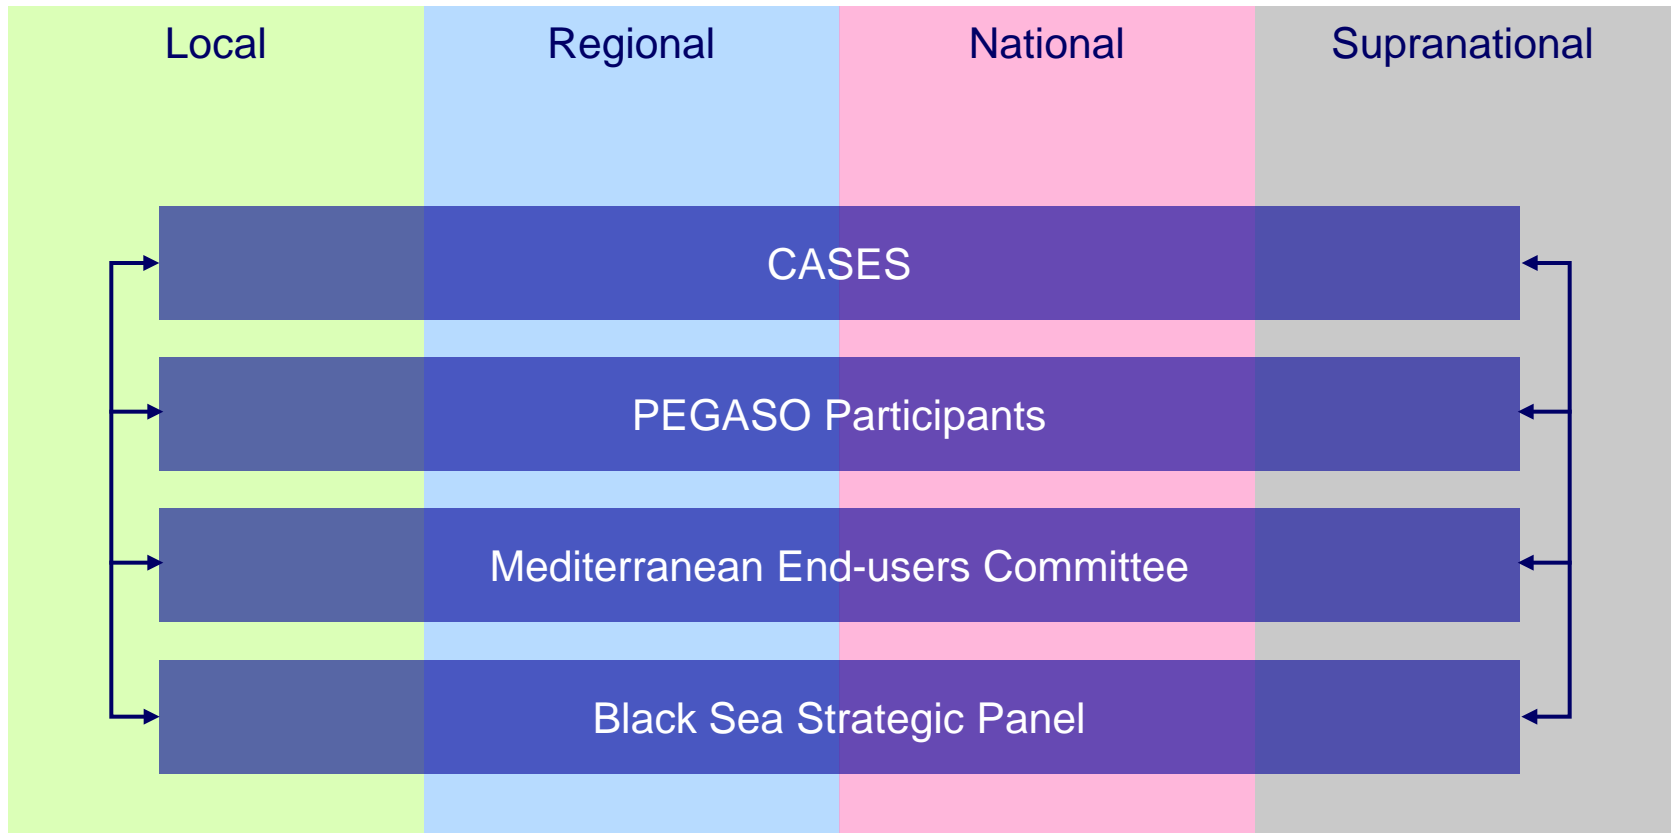 Local Regional National Supranational
CASES
PEGASO Participants
Mediterranean End-users Committee
Black Sea Strategic Panel